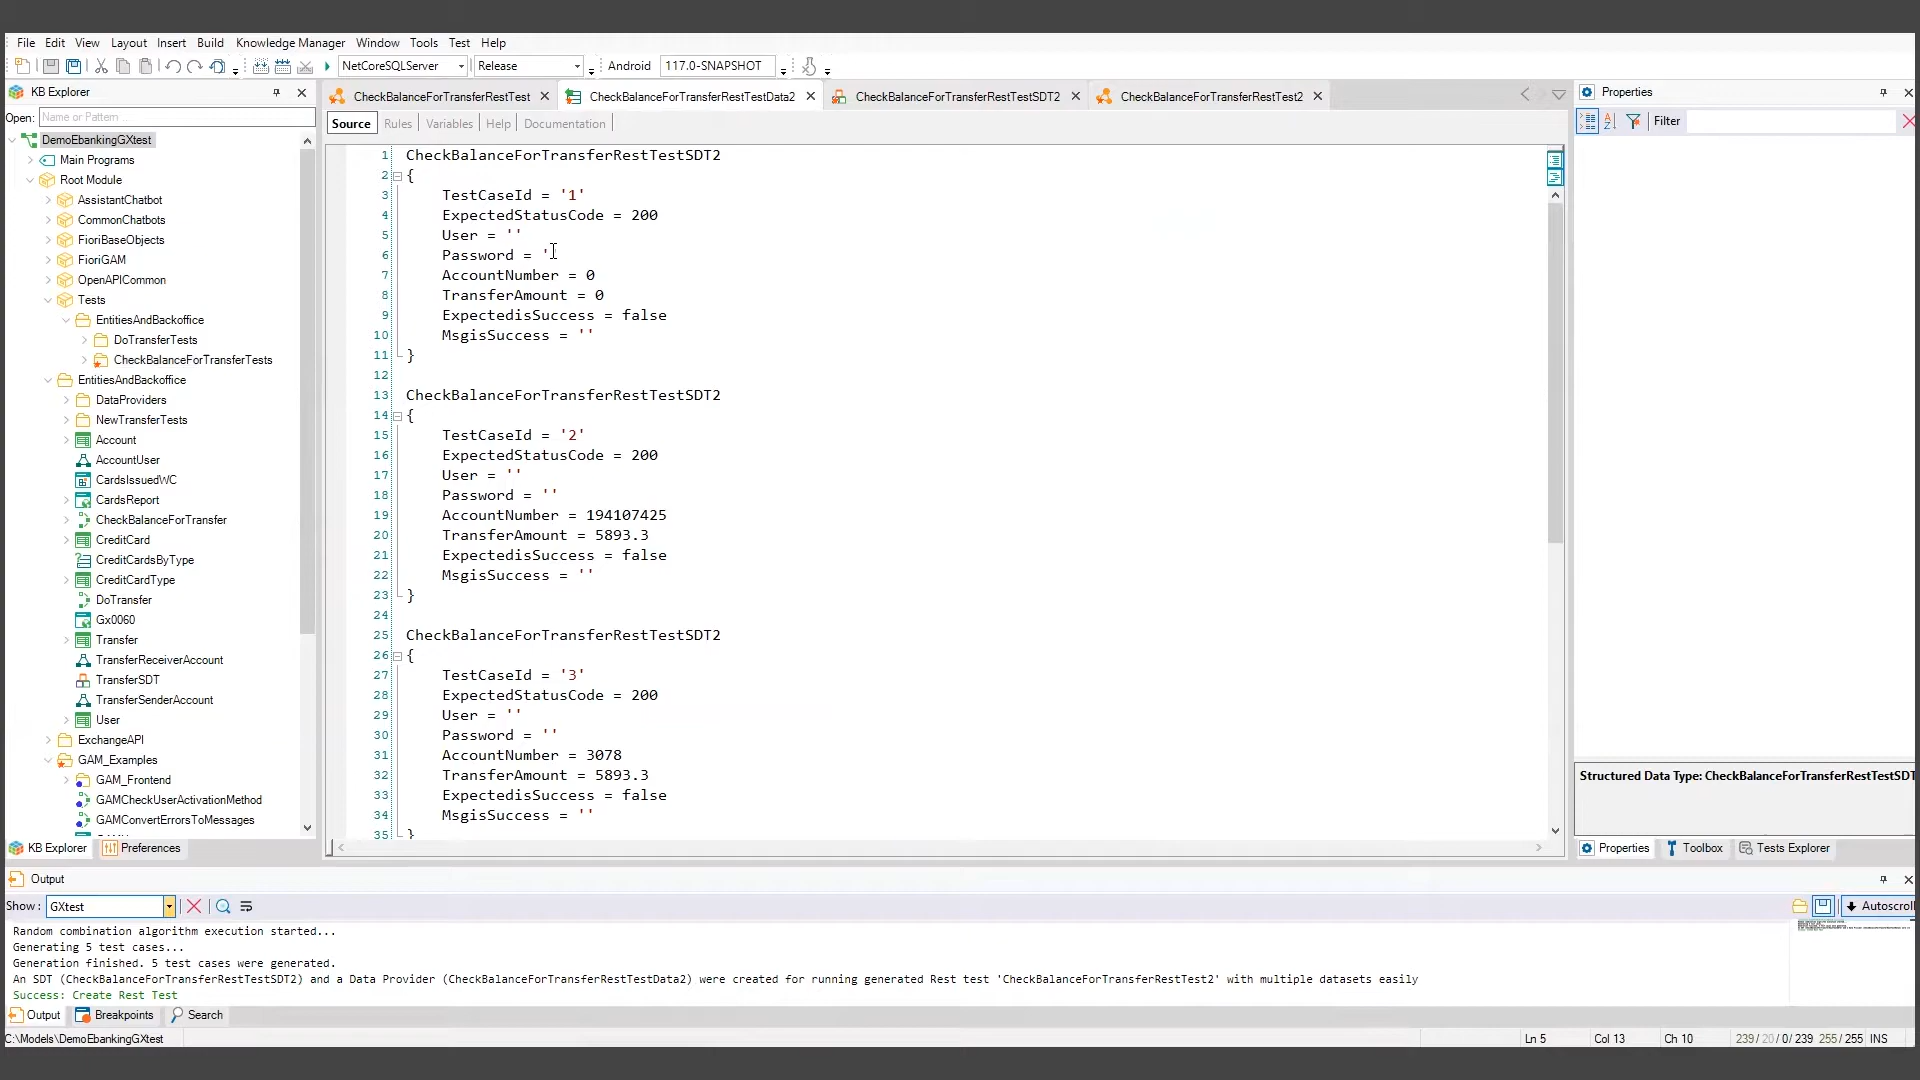 File Edit View Layout Insert Build Knowledge Manager Window Tools Test Help
NetCoreSQLServer Release Android 117.0-SNAPSHOT
KB Explorer
Open: Name or Pattern ...
DemoEbankingGXtest
Main Programs
Root Module
AssistantChatbot
CommonChatbots
FioriBaseObjects
FioriGAM
OpenAPICommon
Tests
EntitiesAndBackoffice
DoTransferTests
CheckBalanceForTransferTests
EntitiesAndBackoffice
DataProviders
NewTransferTests
Account
AccountUser
CardsIssuedWC
CardsReport
CheckBalanceForTransfer
CreditCard
CreditCardsByType
CreditCardType
DoTransfer
Gx0060
Transfer
TransferReceiverAccount
TransferSDT
TransferSenderAccount
User
ExchangeAPI
GAM_Examples
GAM_Frontend
GAMCheckUserActivationMethod
GAMConvertErrorsToMessages
KB Explorer Preferences
CheckBalanceForTransferRestTest CheckBalanceForTransferRestTestData2 CheckBalanceForTransferRestTestSDT2 CheckBalanceForTransferRestTest2
Source Rules Variables Help Documentation
1 CheckBalanceForTransferRestTestSDT2
2 {
3 TestCaseId = '1'
4 ExpectedStatusCode = 200
5 User = ''
6 Password = '
7 AccountNumber = 0
8 TransferAmount = 0
9 ExpectedisSuccess = false
10 MsgisSuccess = ''
11 }
12
13 CheckBalanceForTransferRestTestSDT2
14 {
15 TestCaseId = '2'
16 ExpectedStatusCode = 200
17 User = ''
18 Password = ''
19 AccountNumber = 194107425
20 TransferAmount = 5893.3
21 ExpectedisSuccess = false
22 MsgisSuccess = ''
23 }
24
25 CheckBalanceForTransferRestTestSDT2
26 {
27 TestCaseId = '3'
28 ExpectedStatusCode = 200
29 User = ''
30 Password = ''
31 AccountNumber = 3078
32 TransferAmount = 5893.3
33 ExpectedisSuccess = false
34 MsgisSuccess = ''
35 }
Properties
Filter
Structured Data Type: CheckBalanceForTransferRestTestSDT
Properties Toolbox Tests Explorer
Output
Show: GXtest Autoscroll
Random combination algorithm execution started...
Generating 5 test cases...
Generation finished. 5 test cases were generated.
An SDT (CheckBalanceForTransferRestTestSDT2) and a Data Provider (CheckBalanceForTransferRestTestData2) were created for running generated Rest test 'CheckBalanceForTransferRestTest2' with multiple datasets easily
Success: Create Rest Test
Output Breakpoints Search
C:\Models\DemoEbankingGXtest Ln 5 Col 13 Ch 10 239/20/0/239 255/255 INS